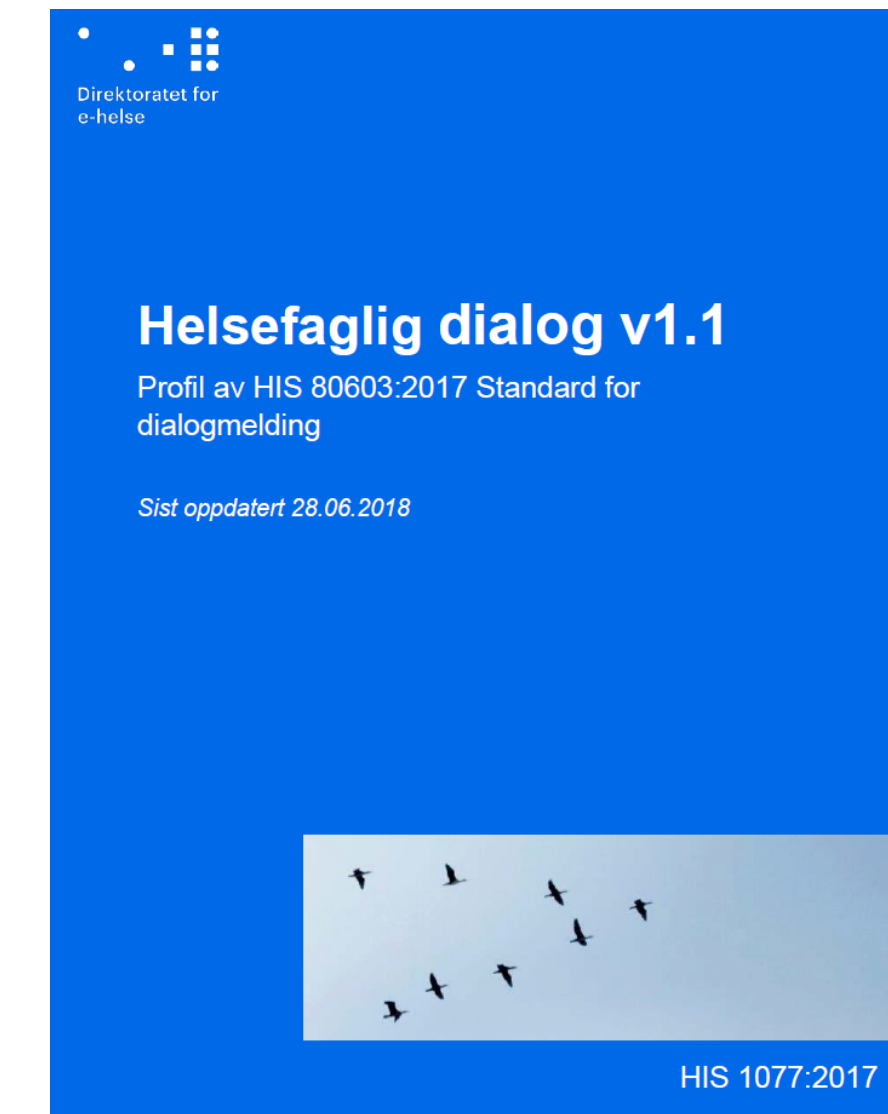 Direktoratet for
e-helse
Helsefaglig dialog v1.1
Profil av HIS 80603:2017 Standard for
dialogmelding
Sist oppdatert 28.06.2018
HIS 1077:2017